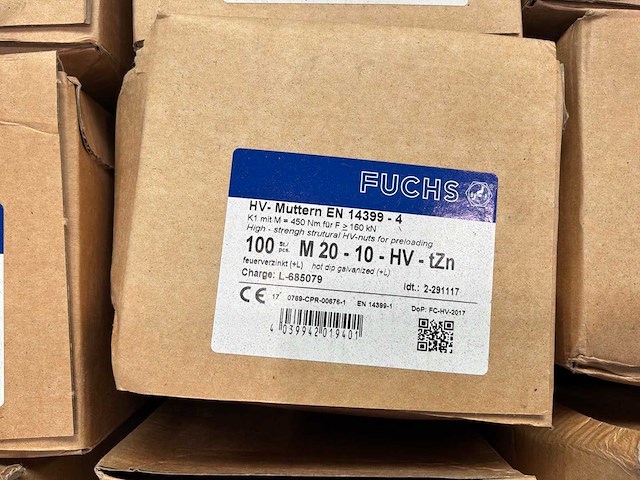 FUCHS
HV- Muttern EN 14399 - 4
K1 mit M = 450 Nm für F ≥ 160 kN
High - strengh strutural HV-nuts for preloading
100 St./ pcs. M 20 - 10 - HV - tZn
feuerverzinkt (+L) hot dip galvanized (+L)
Charge: L-685079 Idt.: 2-291117
CE 17 0769-CPR-00676-1 EN 14399-1 DoP: FC-HV-2017
4 039942 019401